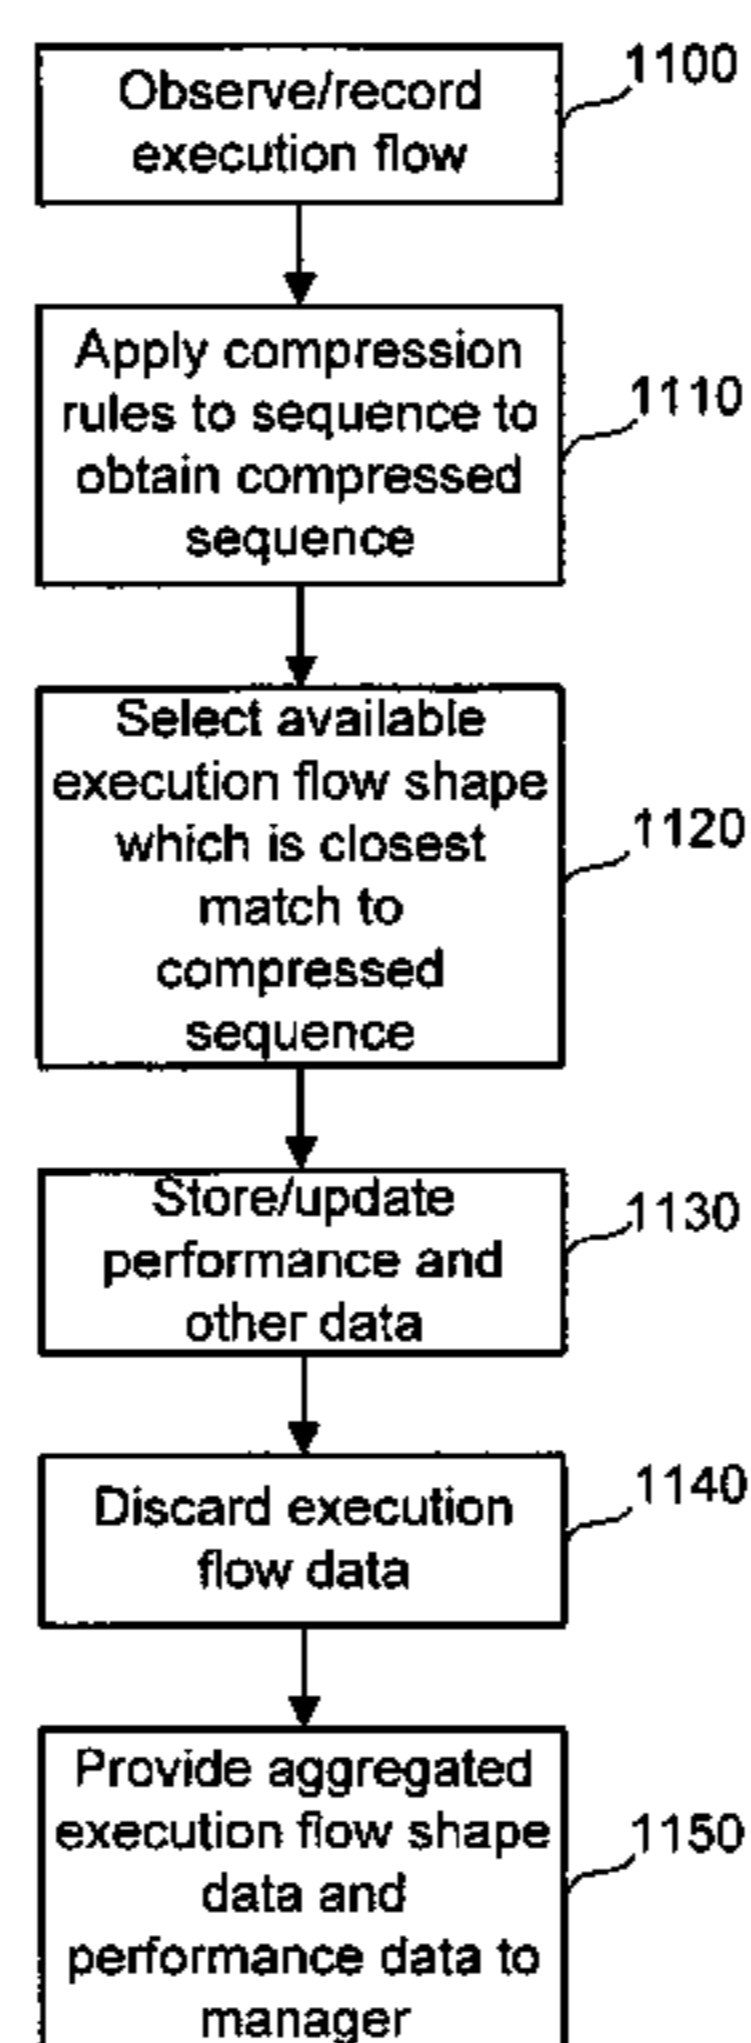 Observe/record
execution flow
1100
Apply compression
rules to sequence to
obtain compressed
sequence
1110
Select available
execution flow shape
which is closest
match to
compressed
sequence
1120
Store/update
performance and
other data
1130
Discard execution
flow data
1140
Provide aggregated
execution flow shape
data and
performance data to
manager
1150